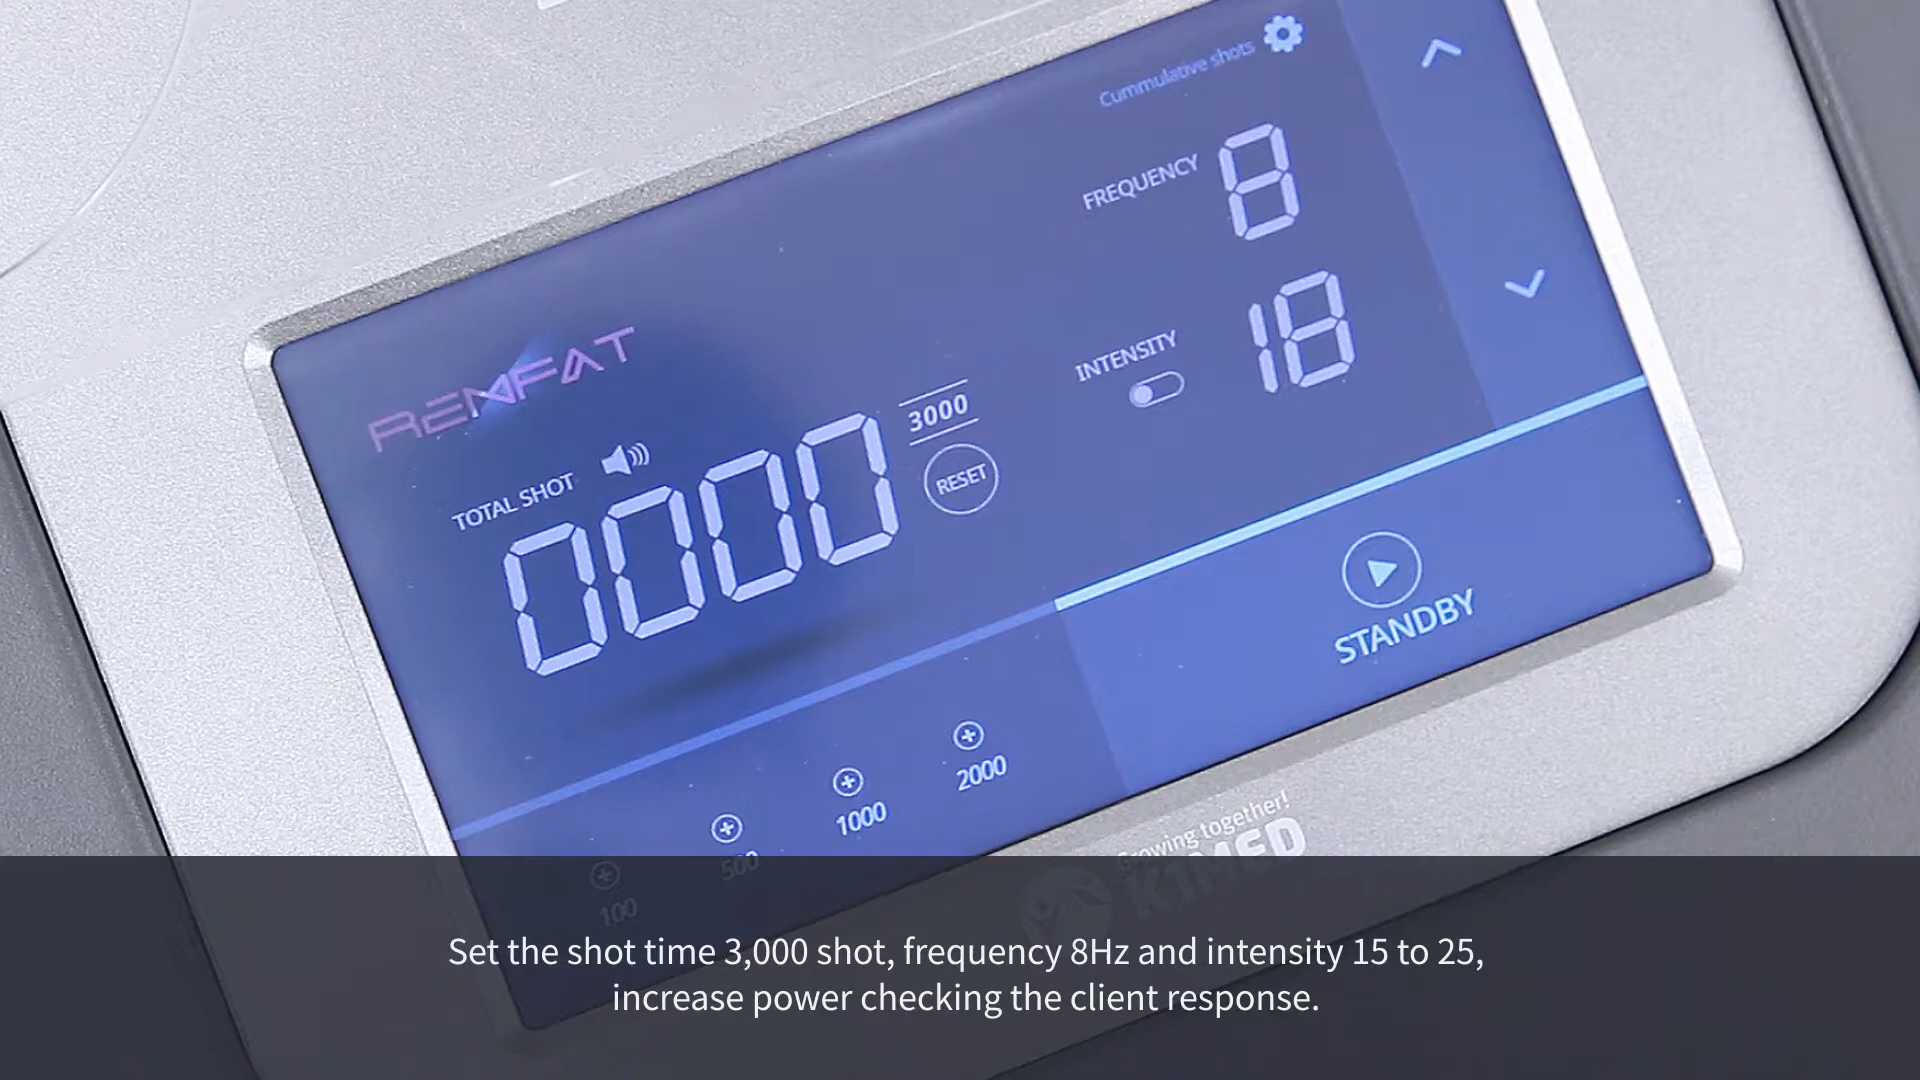 Cummulative shots
FREQUENCY 8
RENFAT
INTENSITY 18
3000
TOTAL SHOT
RESET
0000
STANDBY
100
500
1000
2000
Growing together!
K1MED
Set the shot time 3,000 shot, frequency 8Hz and intensity 15 to 25,
increase power checking the client response.